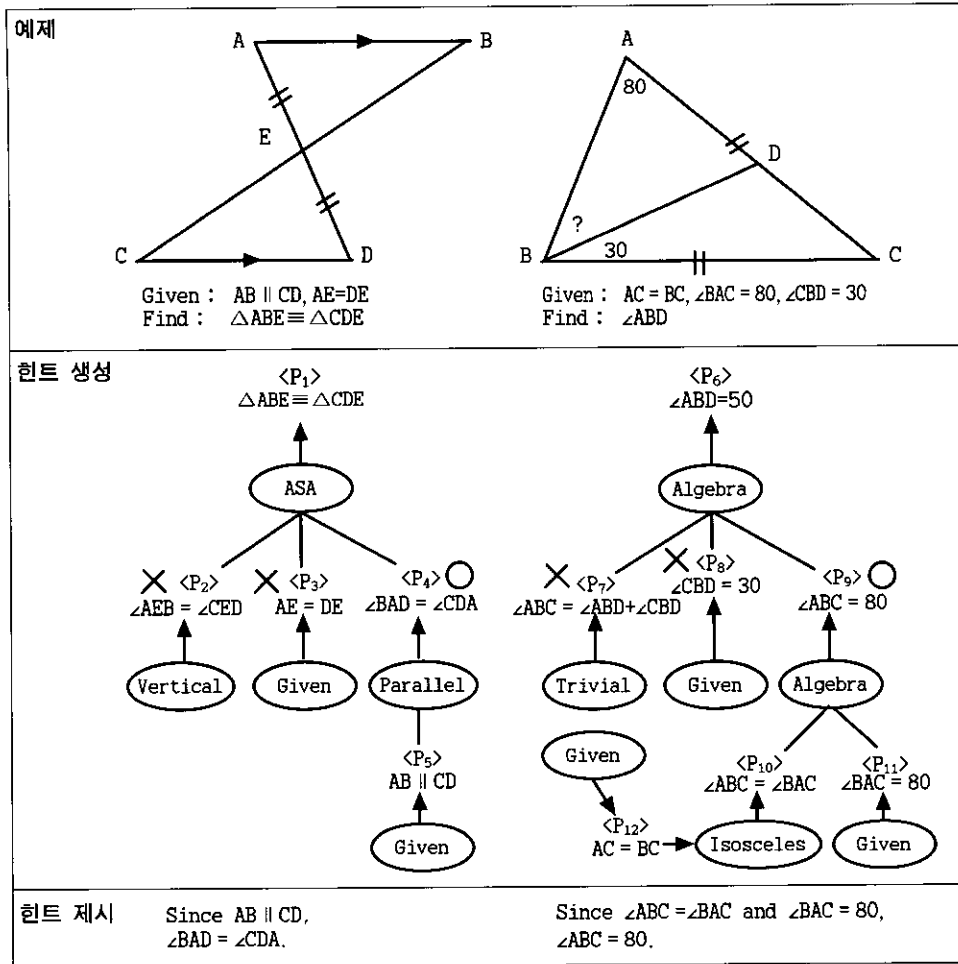 예제
A
B
E
C
D
Given : AB ∥ CD, AE=DE
Find : △ABE≡△CDE
A
80
D
?
B
30
C
Given : AC = BC, ∠BAC = 80, ∠CBD = 30
Find : ∠ABD
힌트 생성
<P₁>
△ABE≡△CDE
ASA
<P₂>
∠AEB = ∠CED
<P₃>
AE = DE
<P₄>
∠BAD = ∠CDA
Vertical
Given
Parallel
<P₅>
AB ∥ CD
Given
<P₆>
∠ABD=50
Algebra
<P₇>
∠ABC = ∠ABD+∠CBD
<P₈>
∠CBD = 30
<P₉>
∠ABC = 80
Trivial
Given
Algebra
Given
<P₁₀>
∠ABC = ∠BAC
<P₁₁>
∠BAC = 80
<P₁₂>
AC = BC
Isosceles
Given
힌트 제시
Since AB ∥ CD,
∠BAD = ∠CDA.
Since ∠ABC =∠BAC and ∠BAC = 80,
∠ABC = 80.